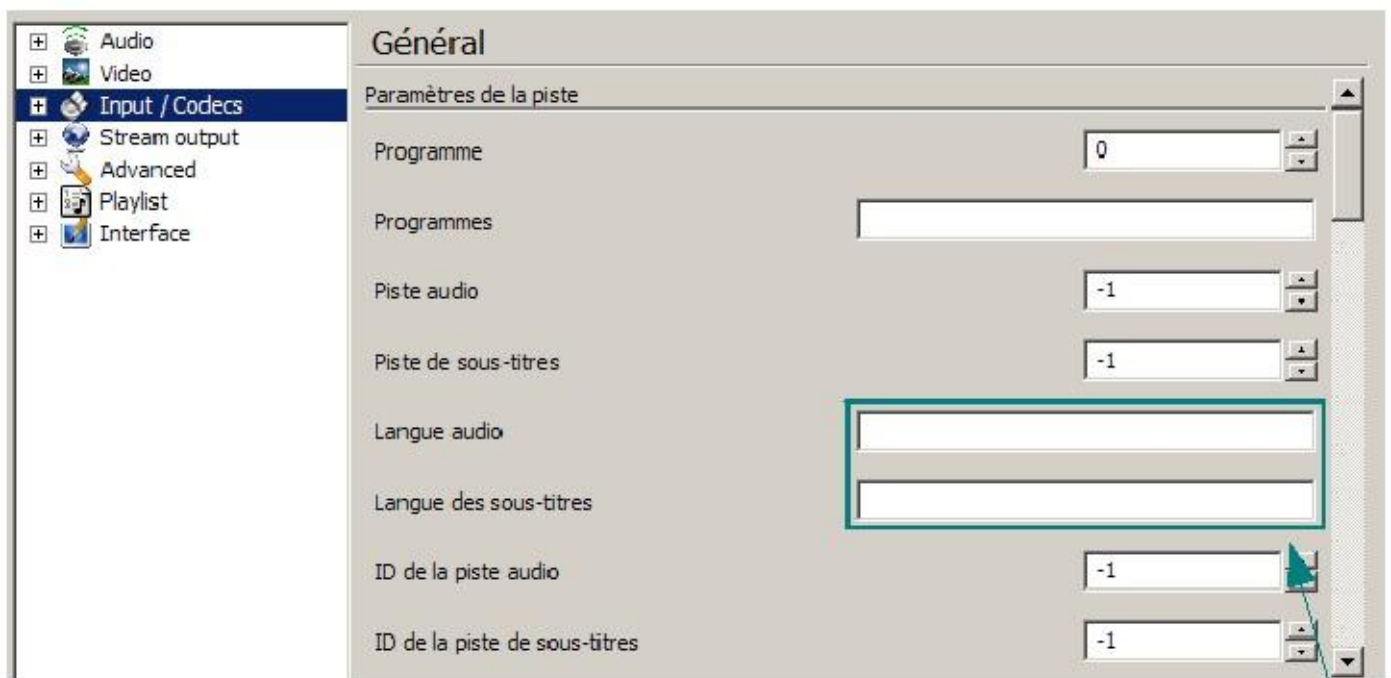 Audio
Video
Input / Codecs
Stream output
Advanced
Playlist
Interface
Général
Paramètres de la piste
Programme 0
Programmes
Piste audio -1
Piste de sous-titres -1
Langue audio
Langue des sous-titres
ID de la piste audio -1
ID de la piste de sous-titres -1